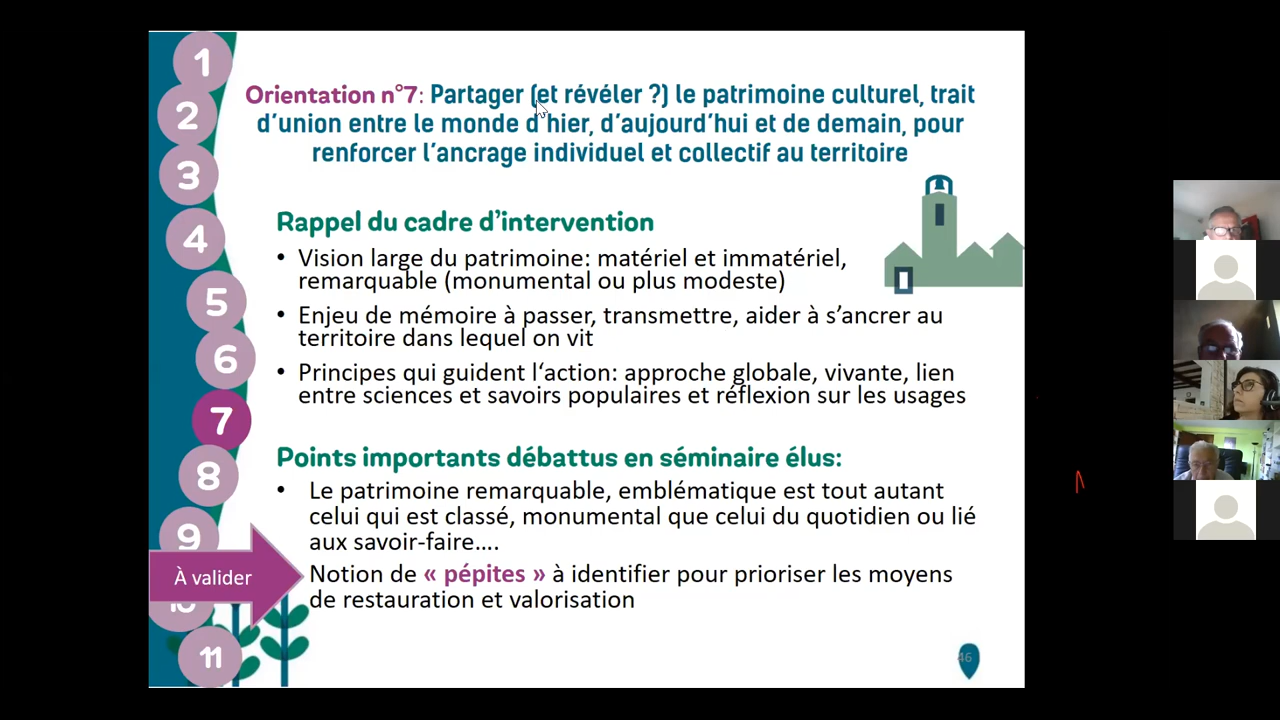 1
2
3
4
5
6
7
8
9
10
11
Orientation n°7: Partager (et révéler ?) le patrimoine culturel, trait
d'union entre le monde d'hier, d'aujourd'hui et de demain, pour
renforcer l'ancrage individuel et collectif au territoire
Rappel du cadre d'intervention
• Vision large du patrimoine: matériel et immatériel,
remarquable (monumental ou plus modeste)
• Enjeu de mémoire à passer, transmettre, aider à s'ancrer au
territoire dans lequel on vit
• Principes qui guident l'action: approche globale, vivante, lien
entre sciences et savoirs populaires et réflexion sur les usages
Points importants débattus en séminaire élus:
• Le patrimoine remarquable, emblématique est tout autant
celui qui est classé, monumental que celui du quotidien ou lié
aux savoir-faire….
À valider
Notion de « pépites » à identifier pour prioriser les moyens
de restauration et valorisation
46